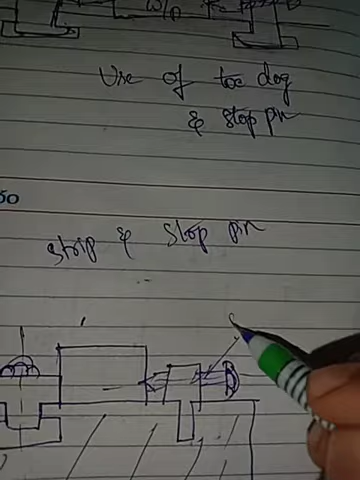 W/P
Use of toe dog
& stop pin
50
strip & stop pin
S